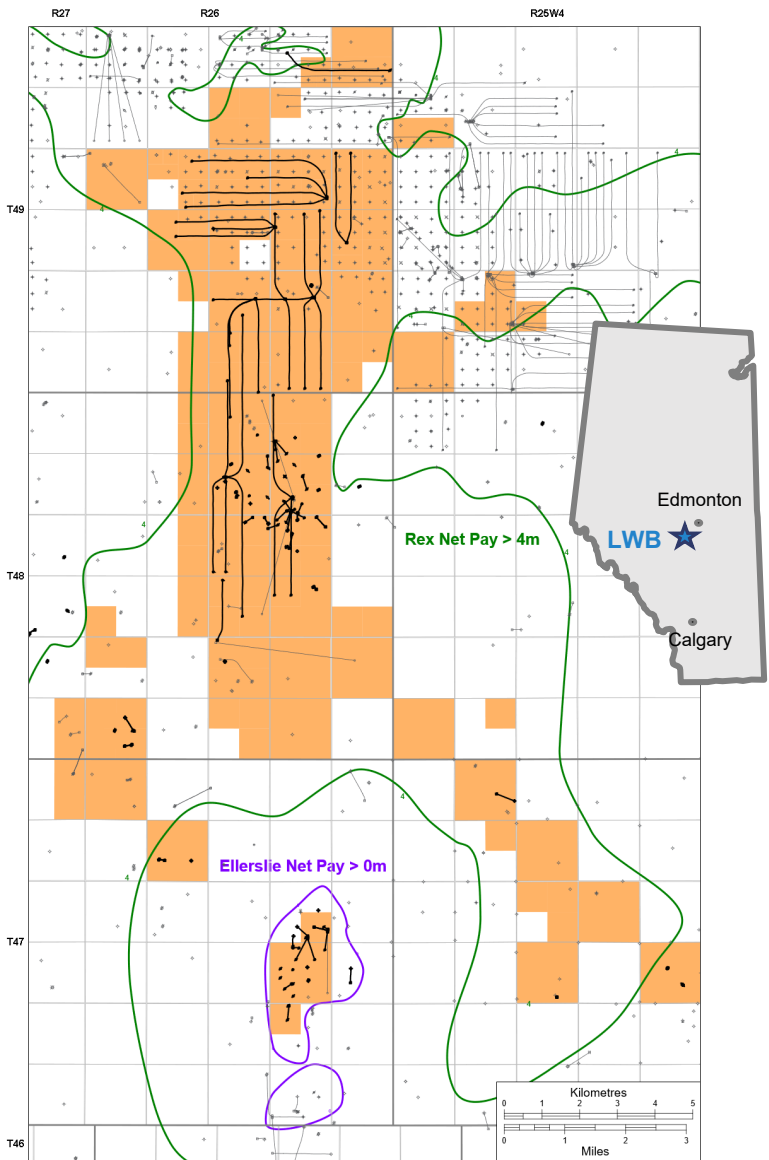 R27 R26 R25W4
4
4
4
T49
4
4
Edmonton
LWB
Rex Net Pay > 4m
4
4
T48
Calgary
4
Ellerslie Net Pay > 0m
4
T47
4
Kilometres
0 1 2 3 4 5
0 1 2 3
Miles
T46